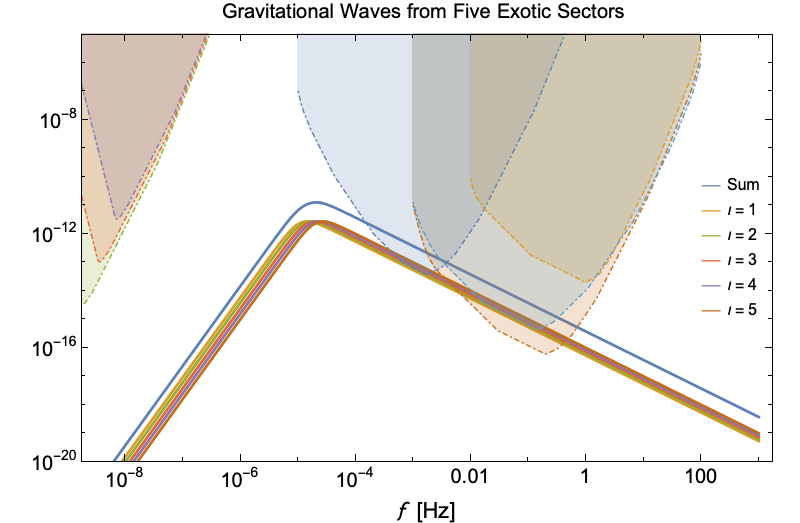 Gravitational Waves from Five Exotic Sectors
10⁻⁸
10⁻¹²
10⁻¹⁶
10⁻²⁰
Sum
ı = 1
ı = 2
ı = 3
ı = 4
ı = 5
10⁻⁸ 10⁻⁶ 10⁻⁴ 0.01 1 100
f [Hz]